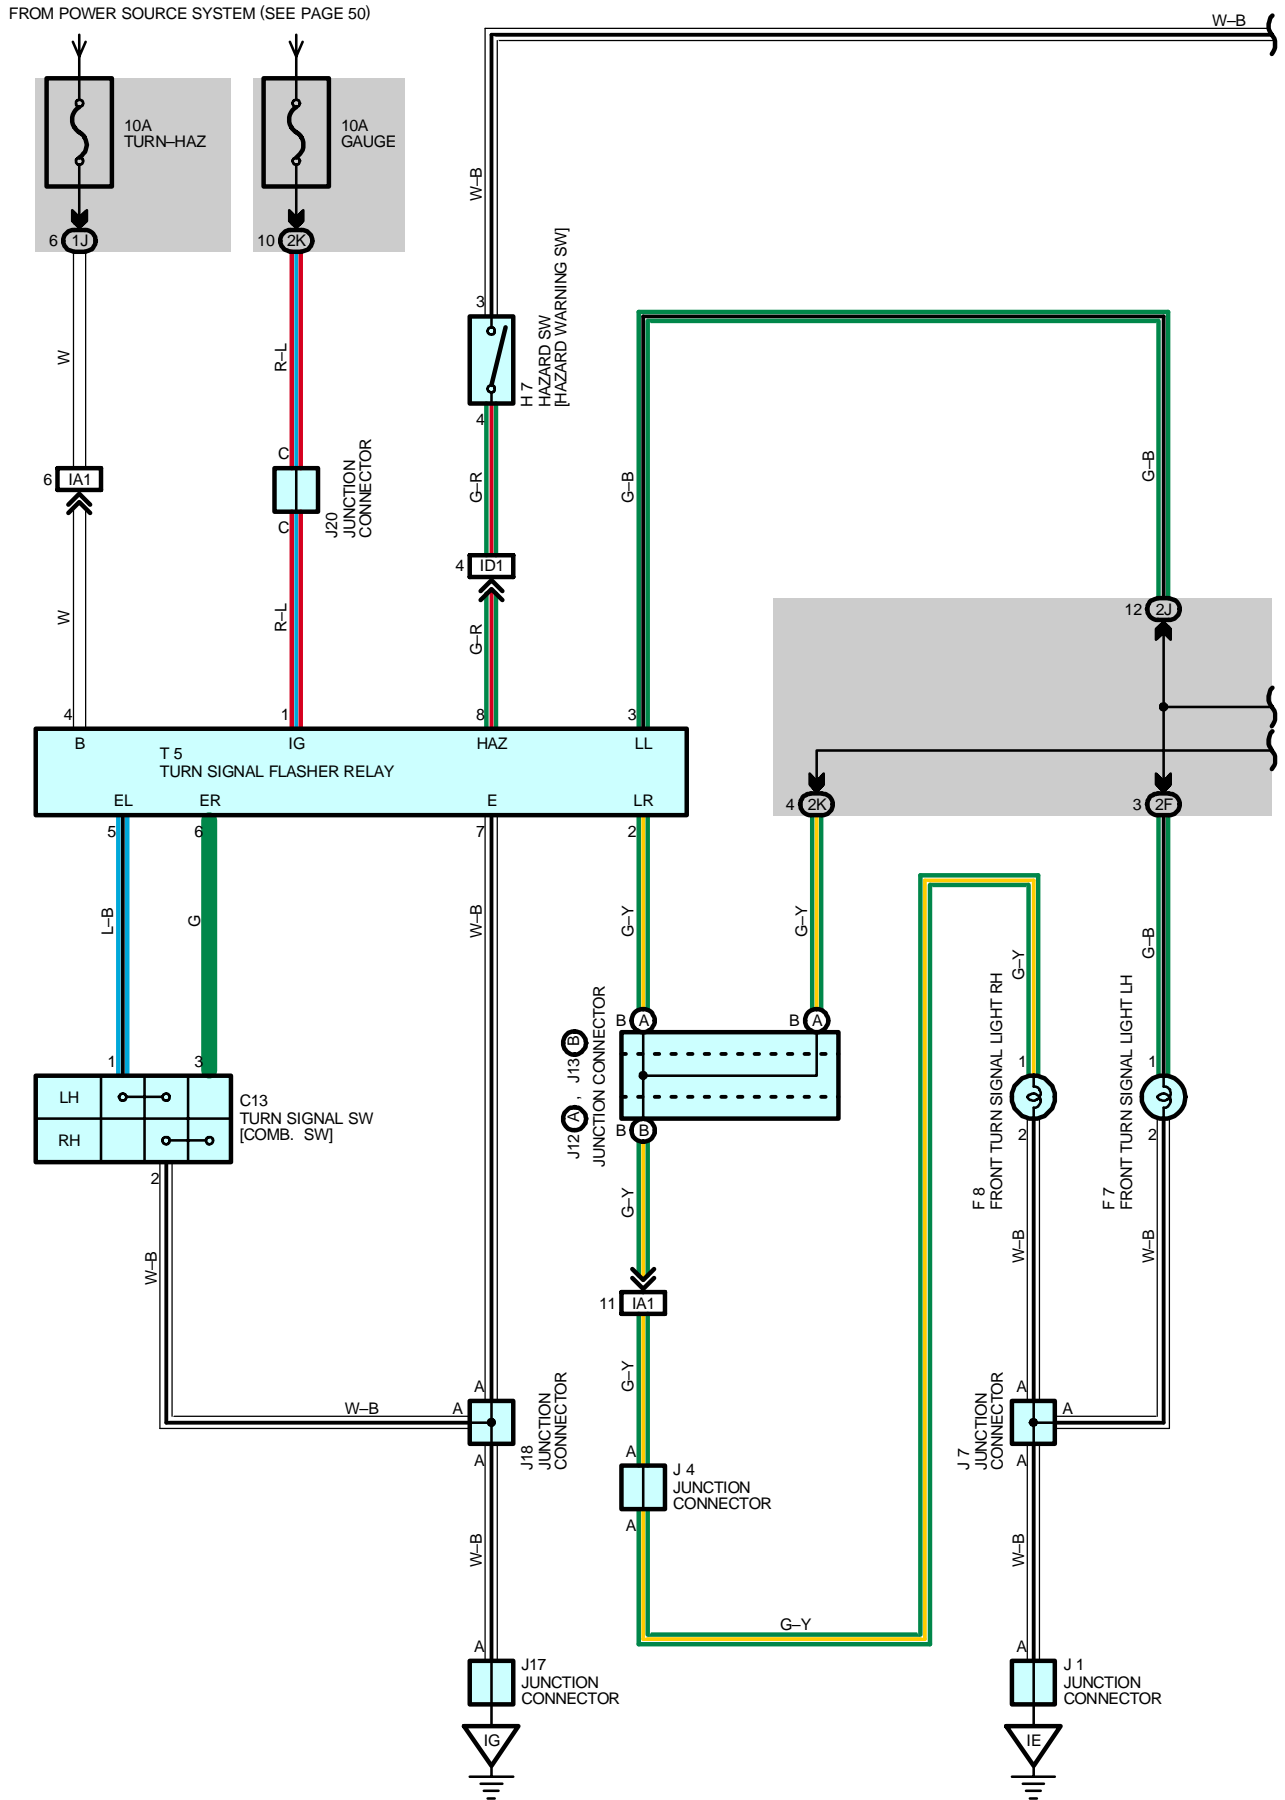 FROM POWER SOURCE SYSTEM (SEE PAGE 50)
W–B
10A
TURN–HAZ
10A
GAUGE
6 1J
10 2K
W–B
3
H 7
HAZARD SW
[HAZARD WARNING SW]
4
W
R–L
C
J20
JUNCTION
CONNECTOR
C
6 IA1
G–R
G–B
G–B
4 ID1
W
R–L
G–R
12 2J
4
1
8
3
B
IG
HAZ
LL
T 5
TURN SIGNAL FLASHER RELAY
EL
ER
E
LR
5
6
7
2
4 2K
3 2F
L–B
G
W–B
G–Y
G–Y
G–Y
G–B
B A
B A
J12 A , J13 B
JUNCTION CONNECTOR
B B
1
3
LH
RH
C13
TURN SIGNAL SW
[COMB. SW]
2
1
2
F 8
FRONT TURN SIGNAL LIGHT RH
1
2
F 7
FRONT TURN SIGNAL LIGHT LH
W–B
G–Y
W–B
W–B
11 IA1
G–Y
W–B
A
A
A
J18
JUNCTION
CONNECTOR
A
A
J 4
JUNCTION
CONNECTOR
A
A
A
J 7
JUNCTION
CONNECTOR
W–B
G–Y
W–B
A
J17
JUNCTION
CONNECTOR
A
J 1
JUNCTION
CONNECTOR
IG
IE